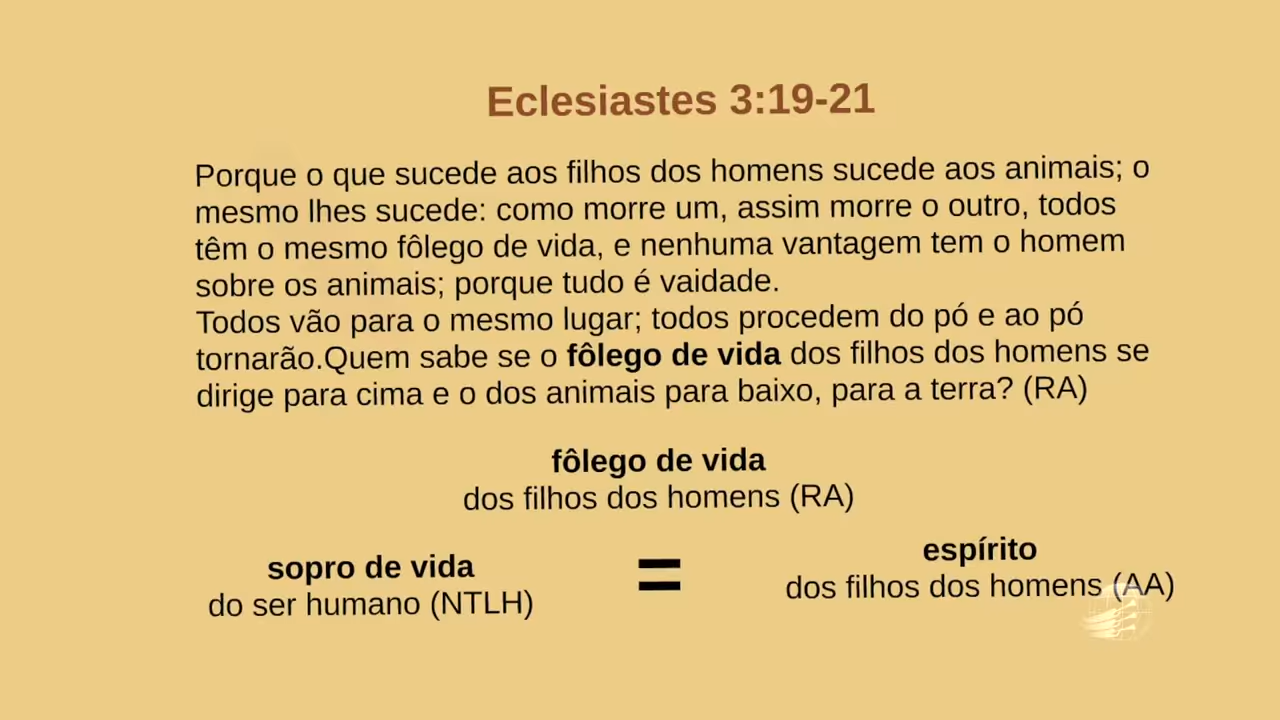 Eclesiastes 3:19-21
Porque o que sucede aos filhos dos homens sucede aos animais; o
mesmo lhes sucede: como morre um, assim morre o outro, todos
têm o mesmo fôlego de vida, e nenhuma vantagem tem o homem
sobre os animais; porque tudo é vaidade.
Todos vão para o mesmo lugar; todos procedem do pó e ao pó
tornarão.Quem sabe se o fôlego de vida dos filhos dos homens se
dirige para cima e o dos animais para baixo, para a terra? (RA)
fôlego de vida
dos filhos dos homens (RA)
sopro de vida
do ser humano (NTLH)
=
espírito
dos filhos dos homens (AA)